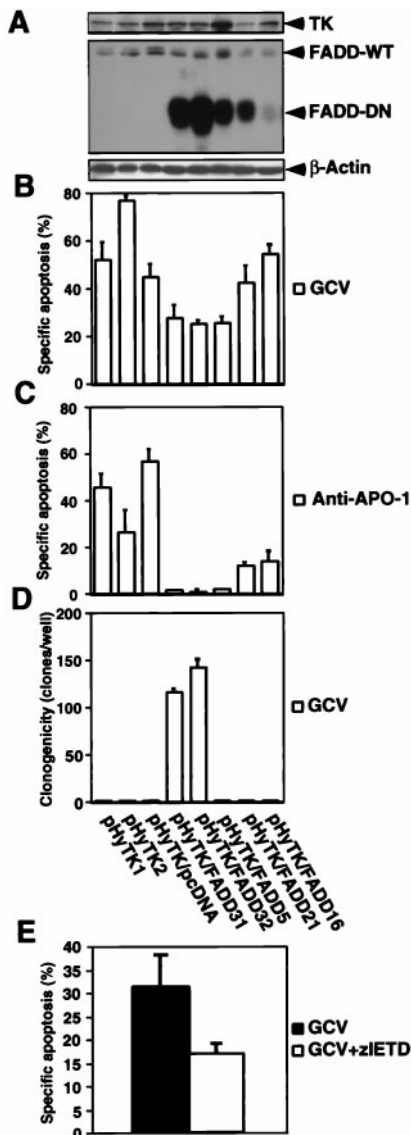 A
TK
FADD-WT
FADD-DN
β-Actin
B
Specific apoptosis (%)
80
60
40
20
0
GCV
C
Specific apoptosis (%)
80
60
40
20
0
Anti-APO-1
D
Clonogenicity (clones/well)
200
150
100
50
0
GCV
pHyTK1
pHyTK2
pHyTK/pcDNA
pHyTK/FADD31
pHyTK/FADD32
pHyTK/FADD5
pHyTK/FADD21
pHyTK/FADD16
E
Specific apoptosis (%)
40
35
30
25
20
15
10
5
0
GCV
GCV+zIETD